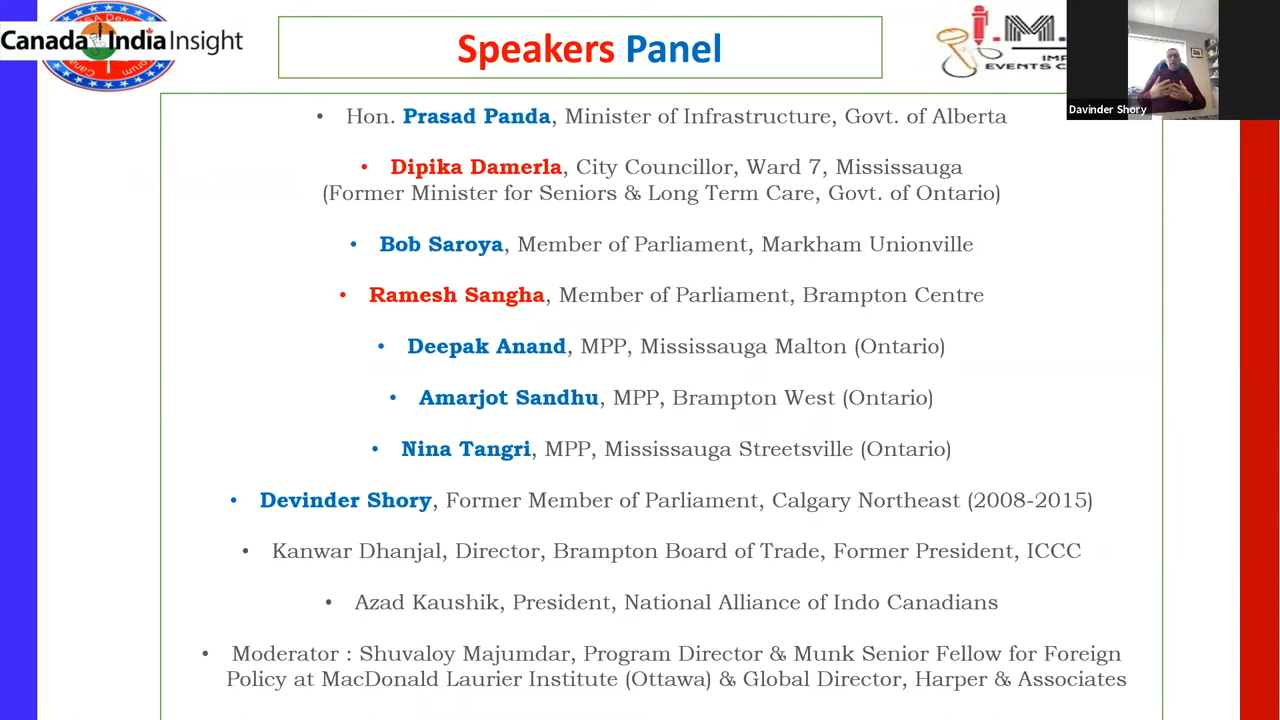 Canada India Insight
Speakers Panel
Davinder Shory
• Hon. Prasad Panda, Minister of Infrastructure, Govt. of Alberta
• Dipika Damerla, City Councillor, Ward 7, Mississauga
(Former Minister for Seniors & Long Term Care, Govt. of Ontario)
• Bob Saroya, Member of Parliament, Markham Unionville
• Ramesh Sangha, Member of Parliament, Brampton Centre
• Deepak Anand, MPP, Mississauga Malton (Ontario)
• Amarjot Sandhu, MPP, Brampton West (Ontario)
• Nina Tangri, MPP, Mississauga Streetsville (Ontario)
• Devinder Shory, Former Member of Parliament, Calgary Northeast (2008-2015)
• Kanwar Dhanjal, Director, Brampton Board of Trade, Former President, ICCC
• Azad Kaushik, President, National Alliance of Indo Canadians
• Moderator : Shuvaloy Majumdar, Program Director & Munk Senior Fellow for Foreign
Policy at MacDonald Laurier Institute (Ottawa) & Global Director, Harper & Associates